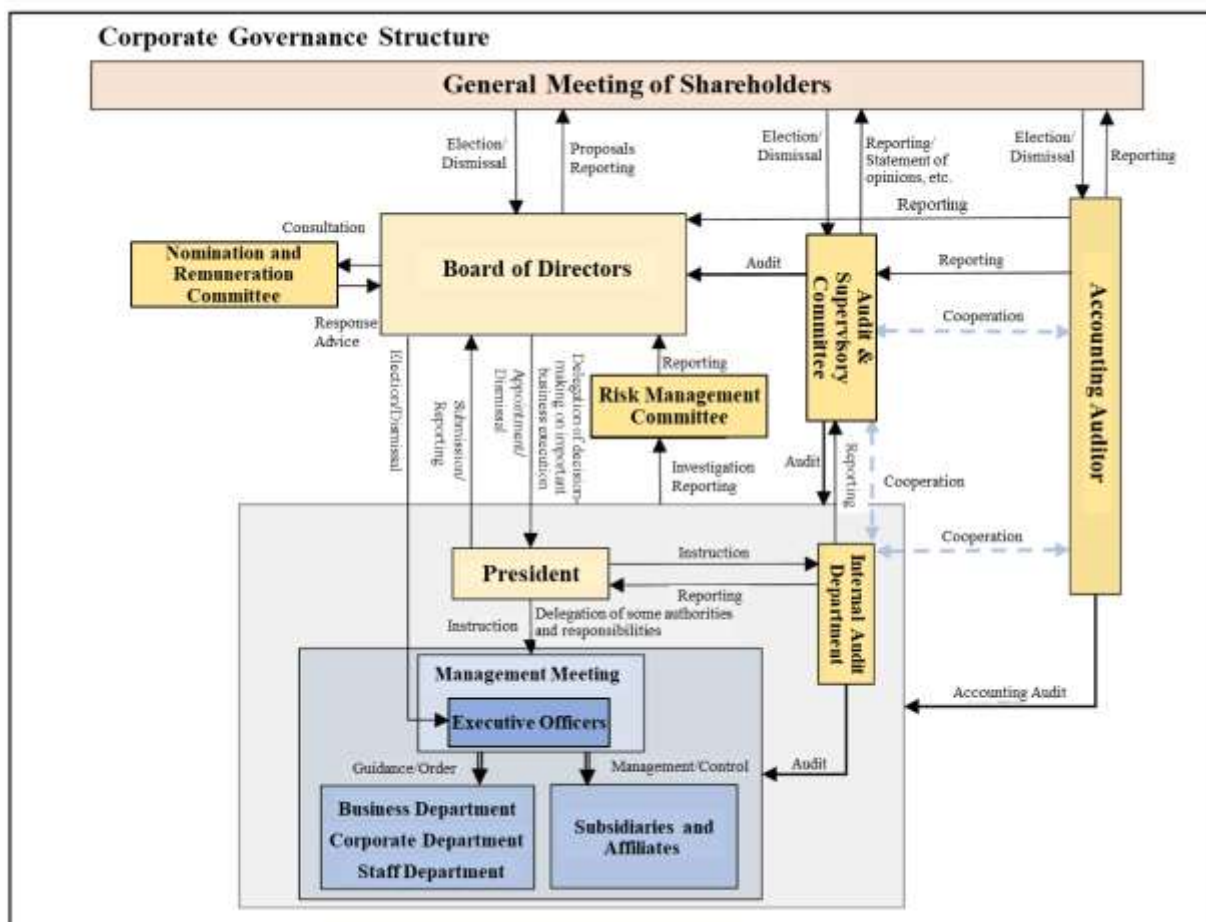 Corporate Governance Structure
General Meeting of Shareholders
Election/
Dismissal
Proposals
Reporting
Election/
Dismissal
Reporting/
Statement of
opinions, etc.
Election/
Dismissal
Reporting
Reporting
Consultation
Nomination and
Remuneration
Committee
Board of Directors
Audit
Audit &
Supervisory
Committee
Reporting
Accounting Auditor
Cooperation
Response
Advice
Election/Dismissal
Submission/
Reporting
Appointment/
Dismissal
Delegation of decision-
making on important
business execution
Reporting
Risk Management
Committee
Investigation
Reporting
Audit
Reporting
Cooperation
Cooperation
President
Instruction
Reporting
Internal Audit
Department
Instruction
Delegation of some authorities
and responsibilities
Management Meeting
Executive Officers
Accounting Audit
Guidance/Order
Management/Control
Audit
Business Department
Corporate Department
Staff Department
Subsidiaries and
Affiliates